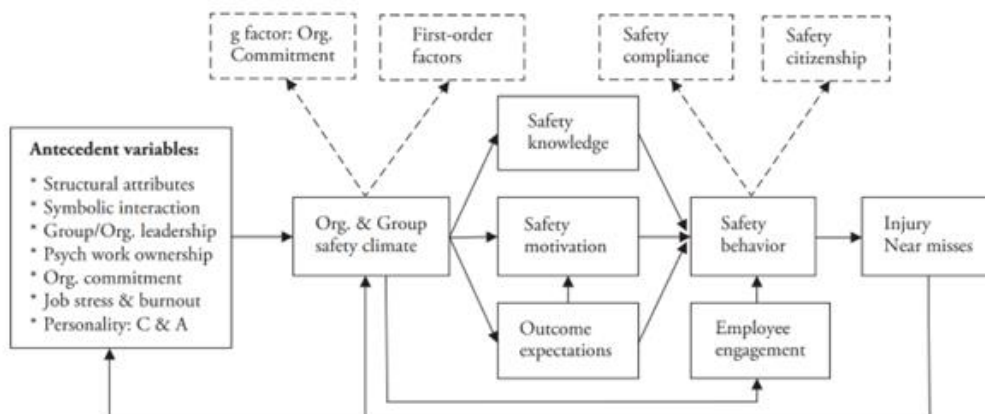 g factor: Org.
Commitment
First-order
factors
Safety
compliance
Safety
citizenship
Antecedent variables:
* Structural attributes
* Symbolic interaction
* Group/Org. leadership
* Psych work ownership
* Org. commitment
* Job stress & burnout
* Personality: C & A
Org. & Group
safety climate
Safety
knowledge
Safety
motivation
Outcome
expectations
Safety
behavior
Employee
engagement
Injury
Near misses